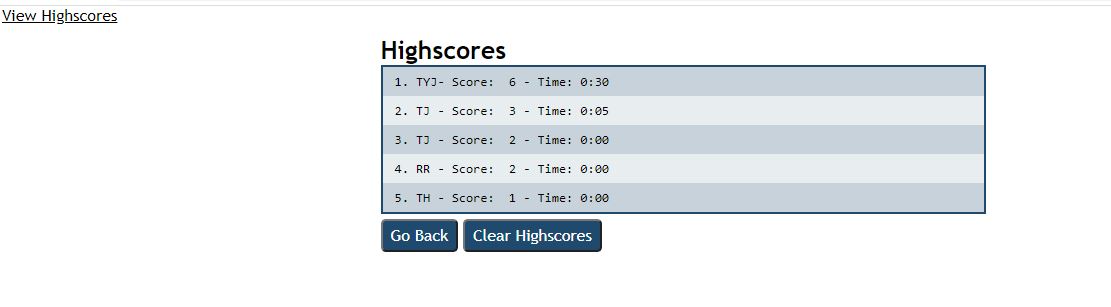 View Highscores
Highscores
1. TYJ- Score:  6 - Time: 0:30
2. TJ - Score:  3 - Time: 0:05
3. TJ - Score:  2 - Time: 0:00
4. RR - Score:  2 - Time: 0:00
5. TH - Score:  1 - Time: 0:00
Go Back Clear Highscores